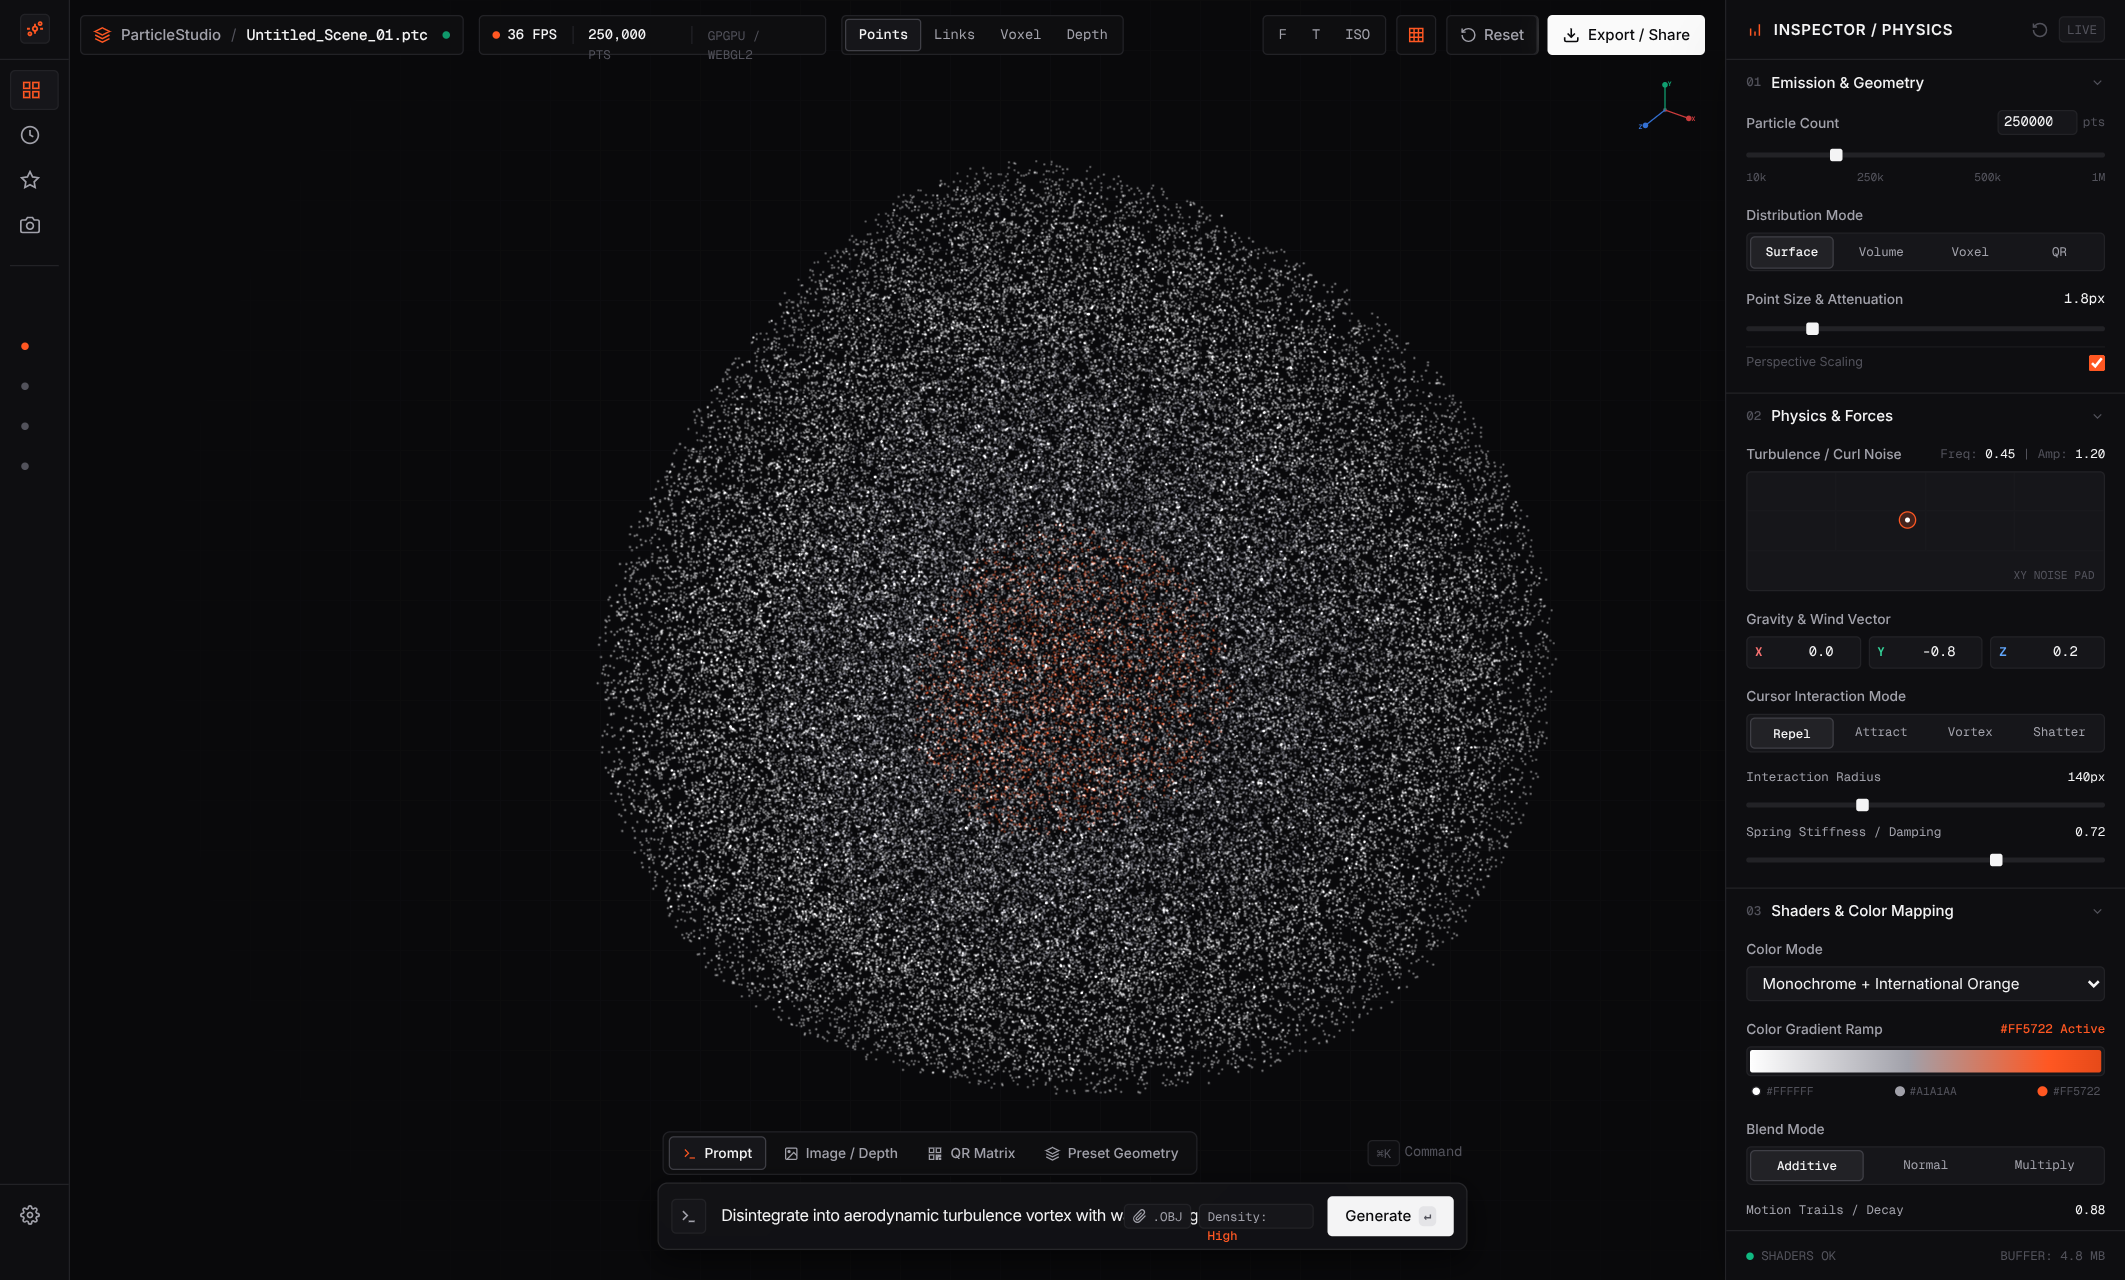 ParticleStudio / Untitled_Scene_01.ptc
36 FPS
250,000 PTS
GPGPU / WEBGL2
Points Links Voxel Depth
F T ISO
Reset
Export / Share
Y
X
Z
INSPECTOR / PHYSICS
LIVE
01 Emission & Geometry
Particle Count 250000 pts
10k 250k 500k 1M
Distribution Mode
Surface Volume Voxel QR
Point Size & Attenuation 1.8px
Perspective Scaling
02 Physics & Forces
Turbulence / Curl Noise Freq: 0.45 | Amp: 1.20
XY NOISE PAD
Gravity & Wind Vector
X 0.0 Y -0.8 Z 0.2
Cursor Interaction Mode
Repel Attract Vortex Shatter
Interaction Radius 140px
Spring Stiffness / Damping 0.72
03 Shaders & Color Mapping
Color Mode
Monochrome + International Orange
Color Gradient Ramp #FF5722 Active
#FFFFFF #A1A1AA #FF5722
Blend Mode
Additive Normal Multiply
Motion Trails / Decay 0.88
SHADERS OK BUFFER: 4.8 MB
Prompt Image / Depth QR Matrix Preset Geometry
⌘K Command
Disintegrate into aerodynamic turbulence vortex with
.OBJ
Density: High
Generate ↵